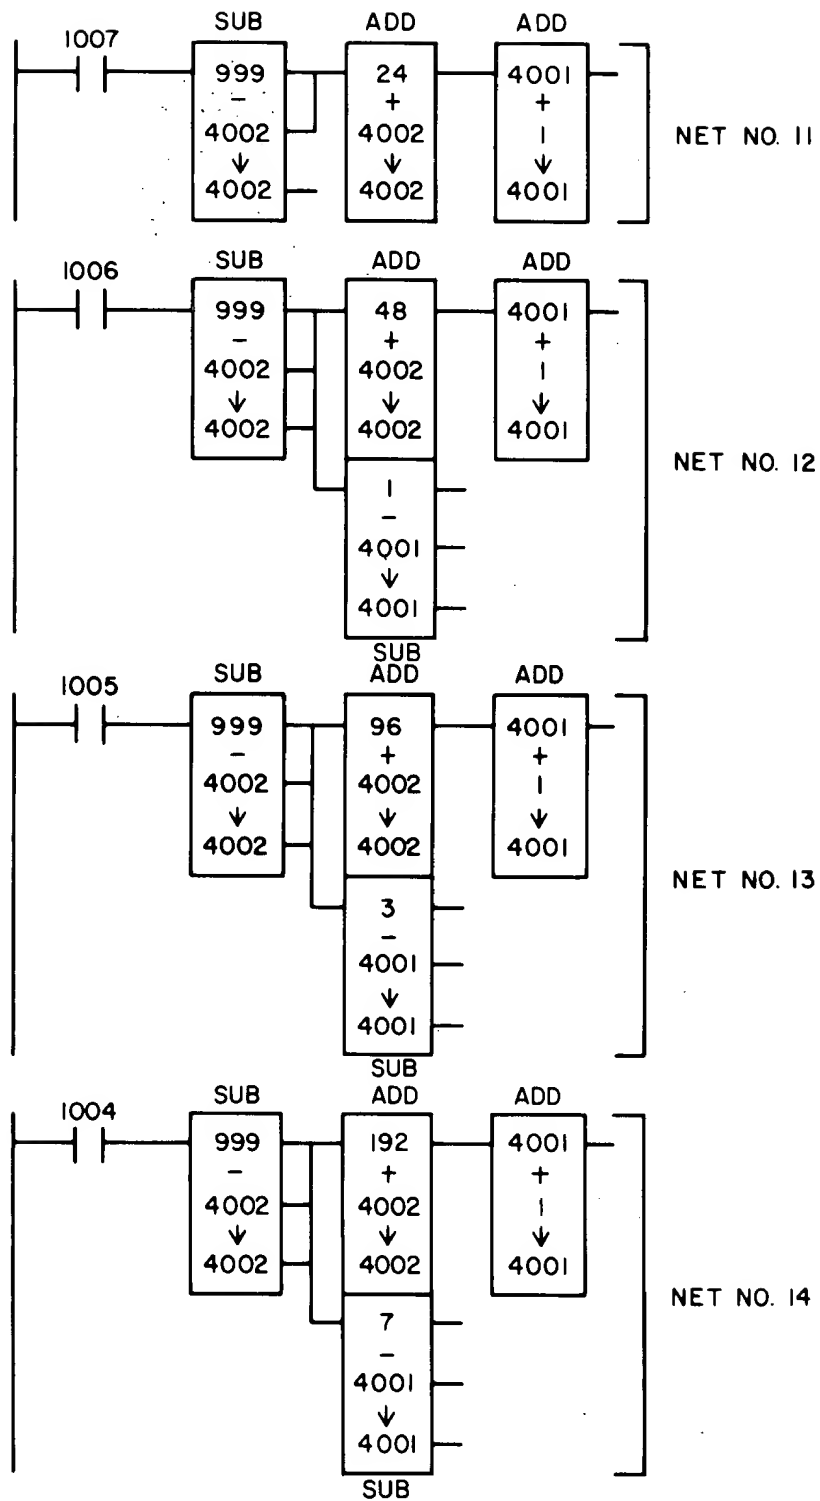 SUB ADD ADD
1007
999 24 4001
- + +
4002 4002 1
↓ ↓ ↓
4002 4002 4001
NET NO. 11
SUB ADD ADD
1006
999 48 4001
- + +
4002 4002 1
↓ ↓ ↓
4002 4002 4001
NET NO. 12
1
-
4001
↓
4001
SUB
SUB ADD ADD
1005
999 96 4001
- + +
4002 4002 1
↓ ↓ ↓
4002 4002 4001
NET NO. 13
3
-
4001
↓
4001
SUB
SUB ADD ADD
1004
999 192 4001
- + +
4002 4002 1
↓ ↓ ↓
4002 4002 4001
NET NO. 14
7
-
4001
↓
4001
SUB